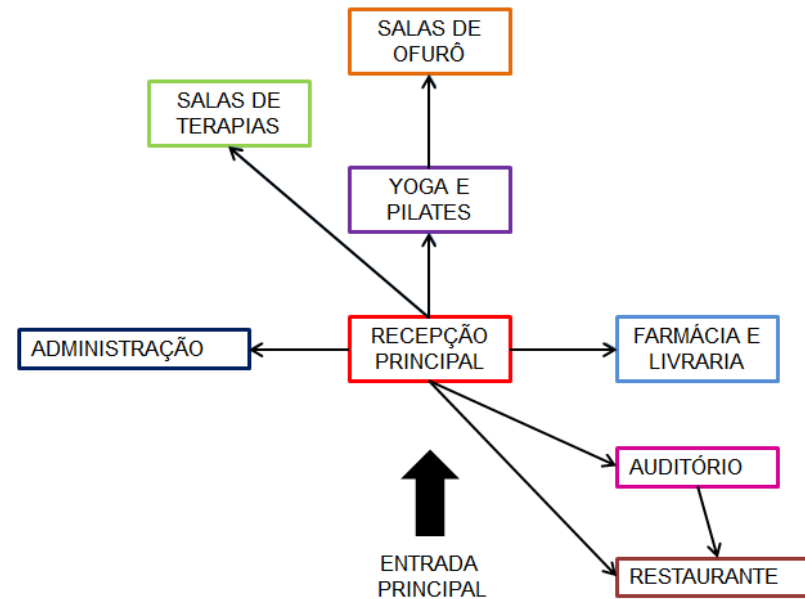 SALAS DE
OFURÔ
SALAS DE
TERAPIAS
YOGA E
PILATES
ADMINISTRAÇÃO
RECEPÇÃO
PRINCIPAL
FARMÁCIA E
LIVRARIA
AUDITÓRIO
ENTRADA
PRINCIPAL
RESTAURANTE